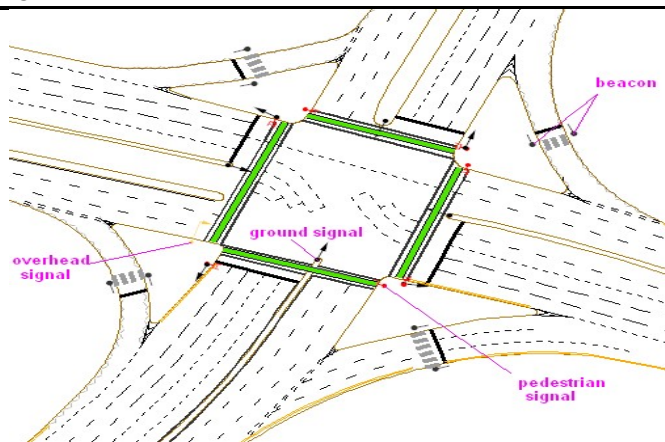 beacon
ground signal
overhead
signal
pedestrian
signal